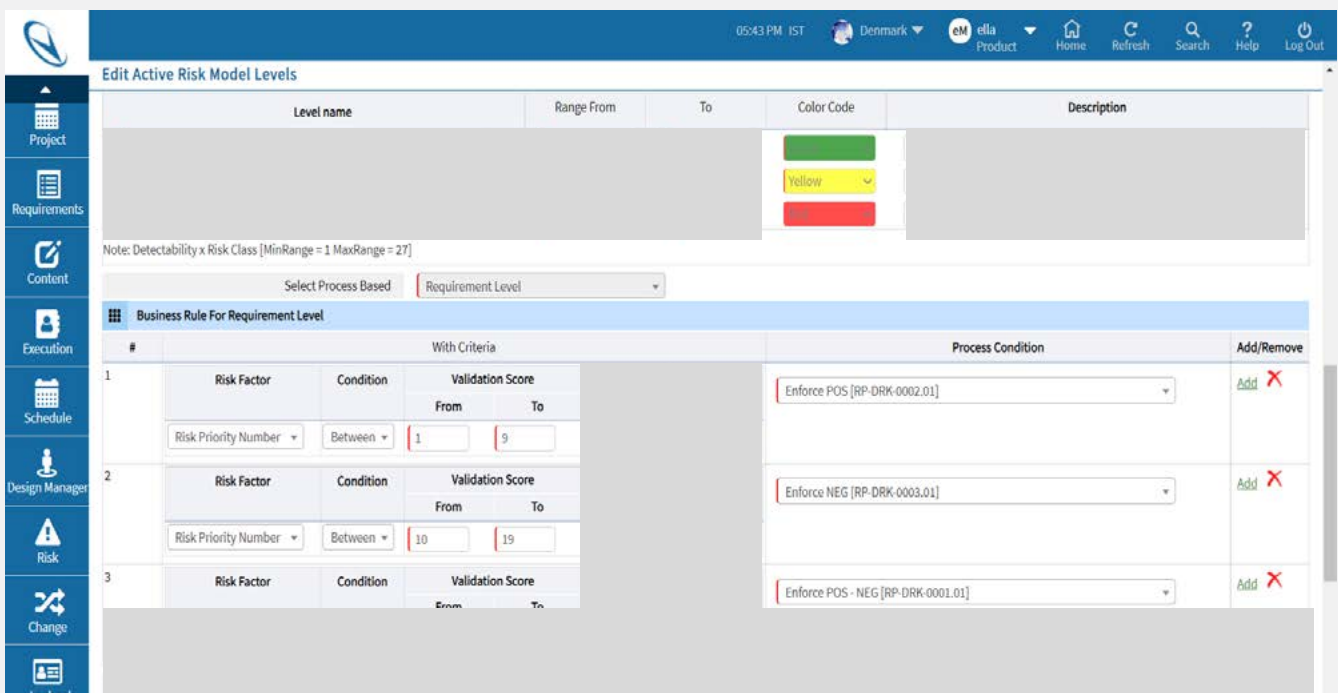 05:43 PM IST Denmark eM ella Product Home Refresh Search Help Log Out
Edit Active Risk Model Levels
Level name Range From To Color Code Description
Project
Yellow
Requirements
Note: Detectability x Risk Class [MinRange = 1 MaxRange = 27]
Content
Select Process Based Requirement Level
Business Rule For Requirement Level
Execution
# With Criteria Process Condition Add/Remove
1 Risk Factor Condition Validation Score Enforce POS [RP-DRK-0002.01] Add
From To
Schedule
Risk Priority Number Between 1 9
2 Risk Factor Condition Validation Score Enforce NEG [RP-DRK-0003.01] Add
Design Manager
From To
Risk Priority Number Between 10 19
Risk
3 Risk Factor Condition Validation Score Enforce POS - NEG [RP-DRK-0001.01] Add
From To
Change